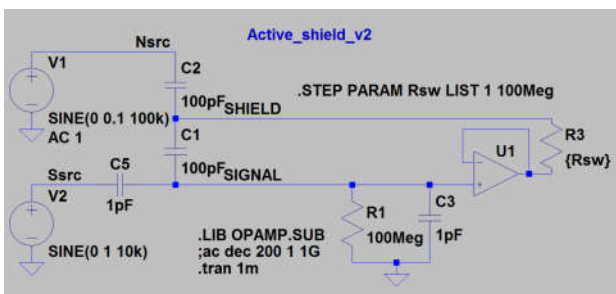 Active_shield_v2
Nsrc
V1
C2
100pF
SHIELD
.STEP PARAM Rsw LIST 1 100Meg
SINE(0 0.1 100k)
AC 1
C1
100pF
SIGNAL
R3
{Rsw}
U1
Ssrc
C5
1pF
V2
SINE(0 1 10k)
R1
100Meg
C3
1pF
.LIB OPAMP.SUB
;ac dec 200 1 1G
.tran 1m